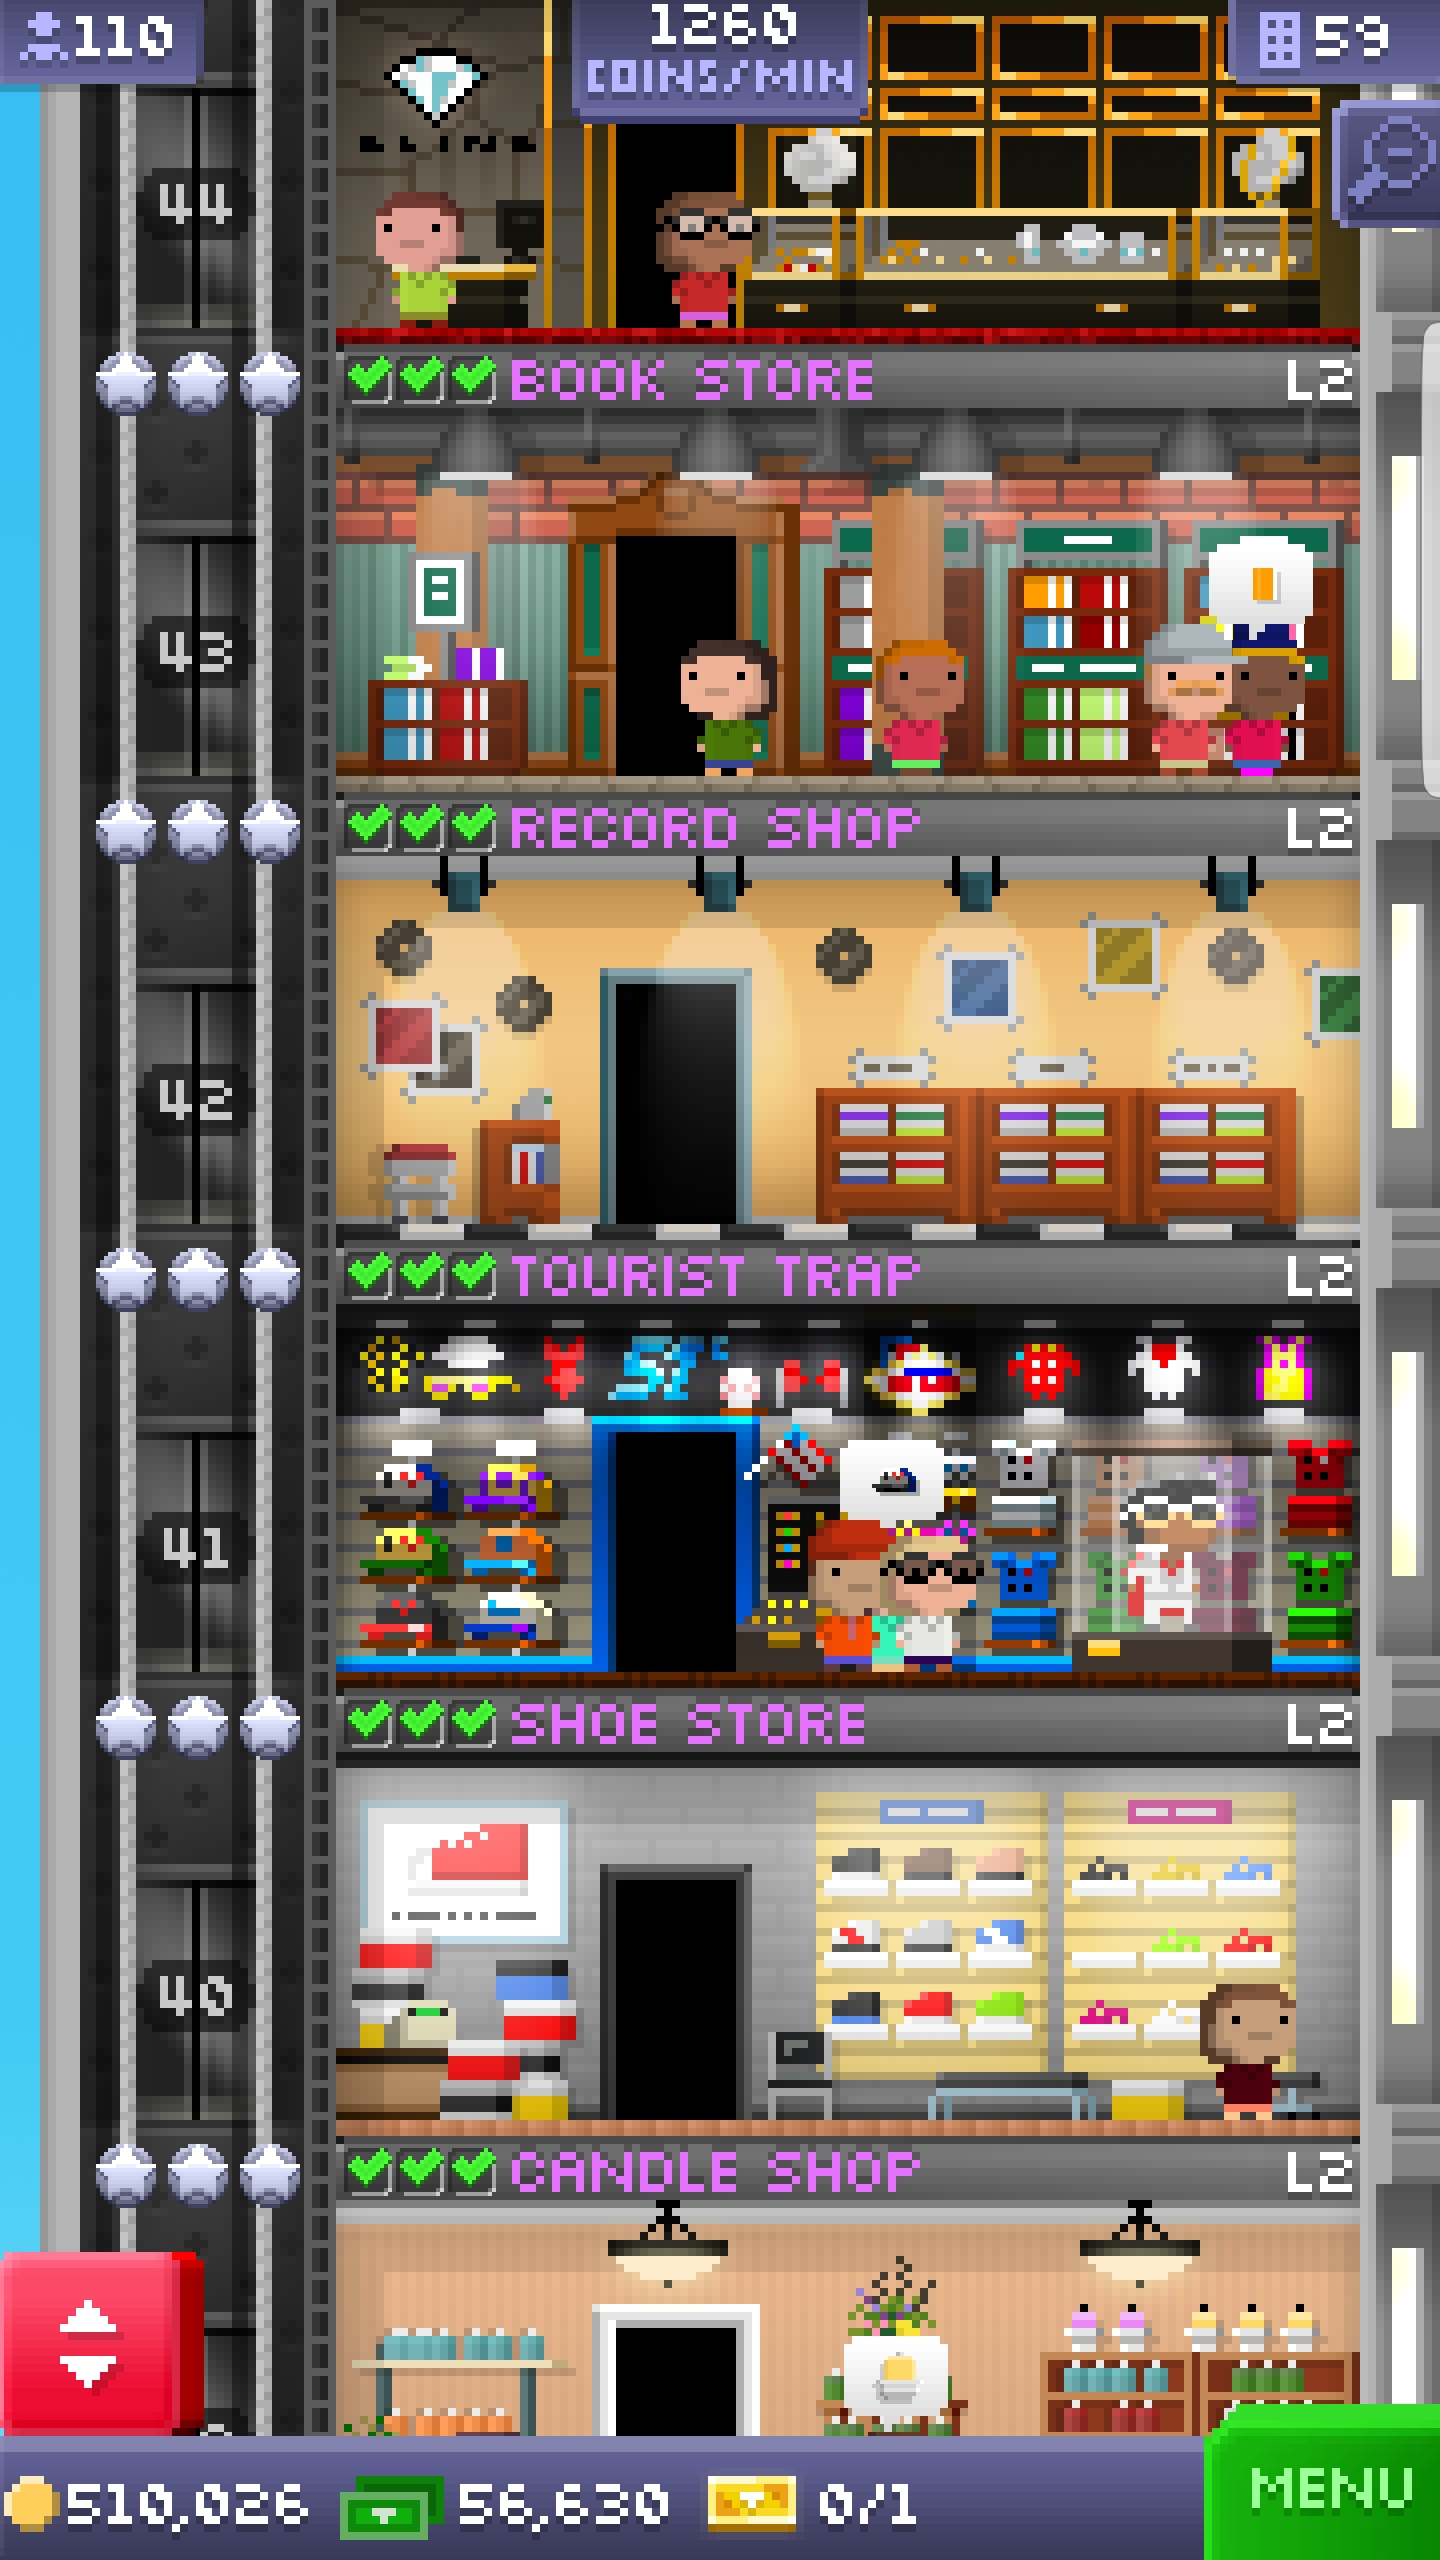 110
1260
COINS/MIN
59
BLING
44
BOOK STORE L2
43
RECORD SHOP L2
42
TOURIST TRAP L2
41
SHOE STORE L2
40
CANDLE SHOP L2
510,026 56,630 0/1
MENU